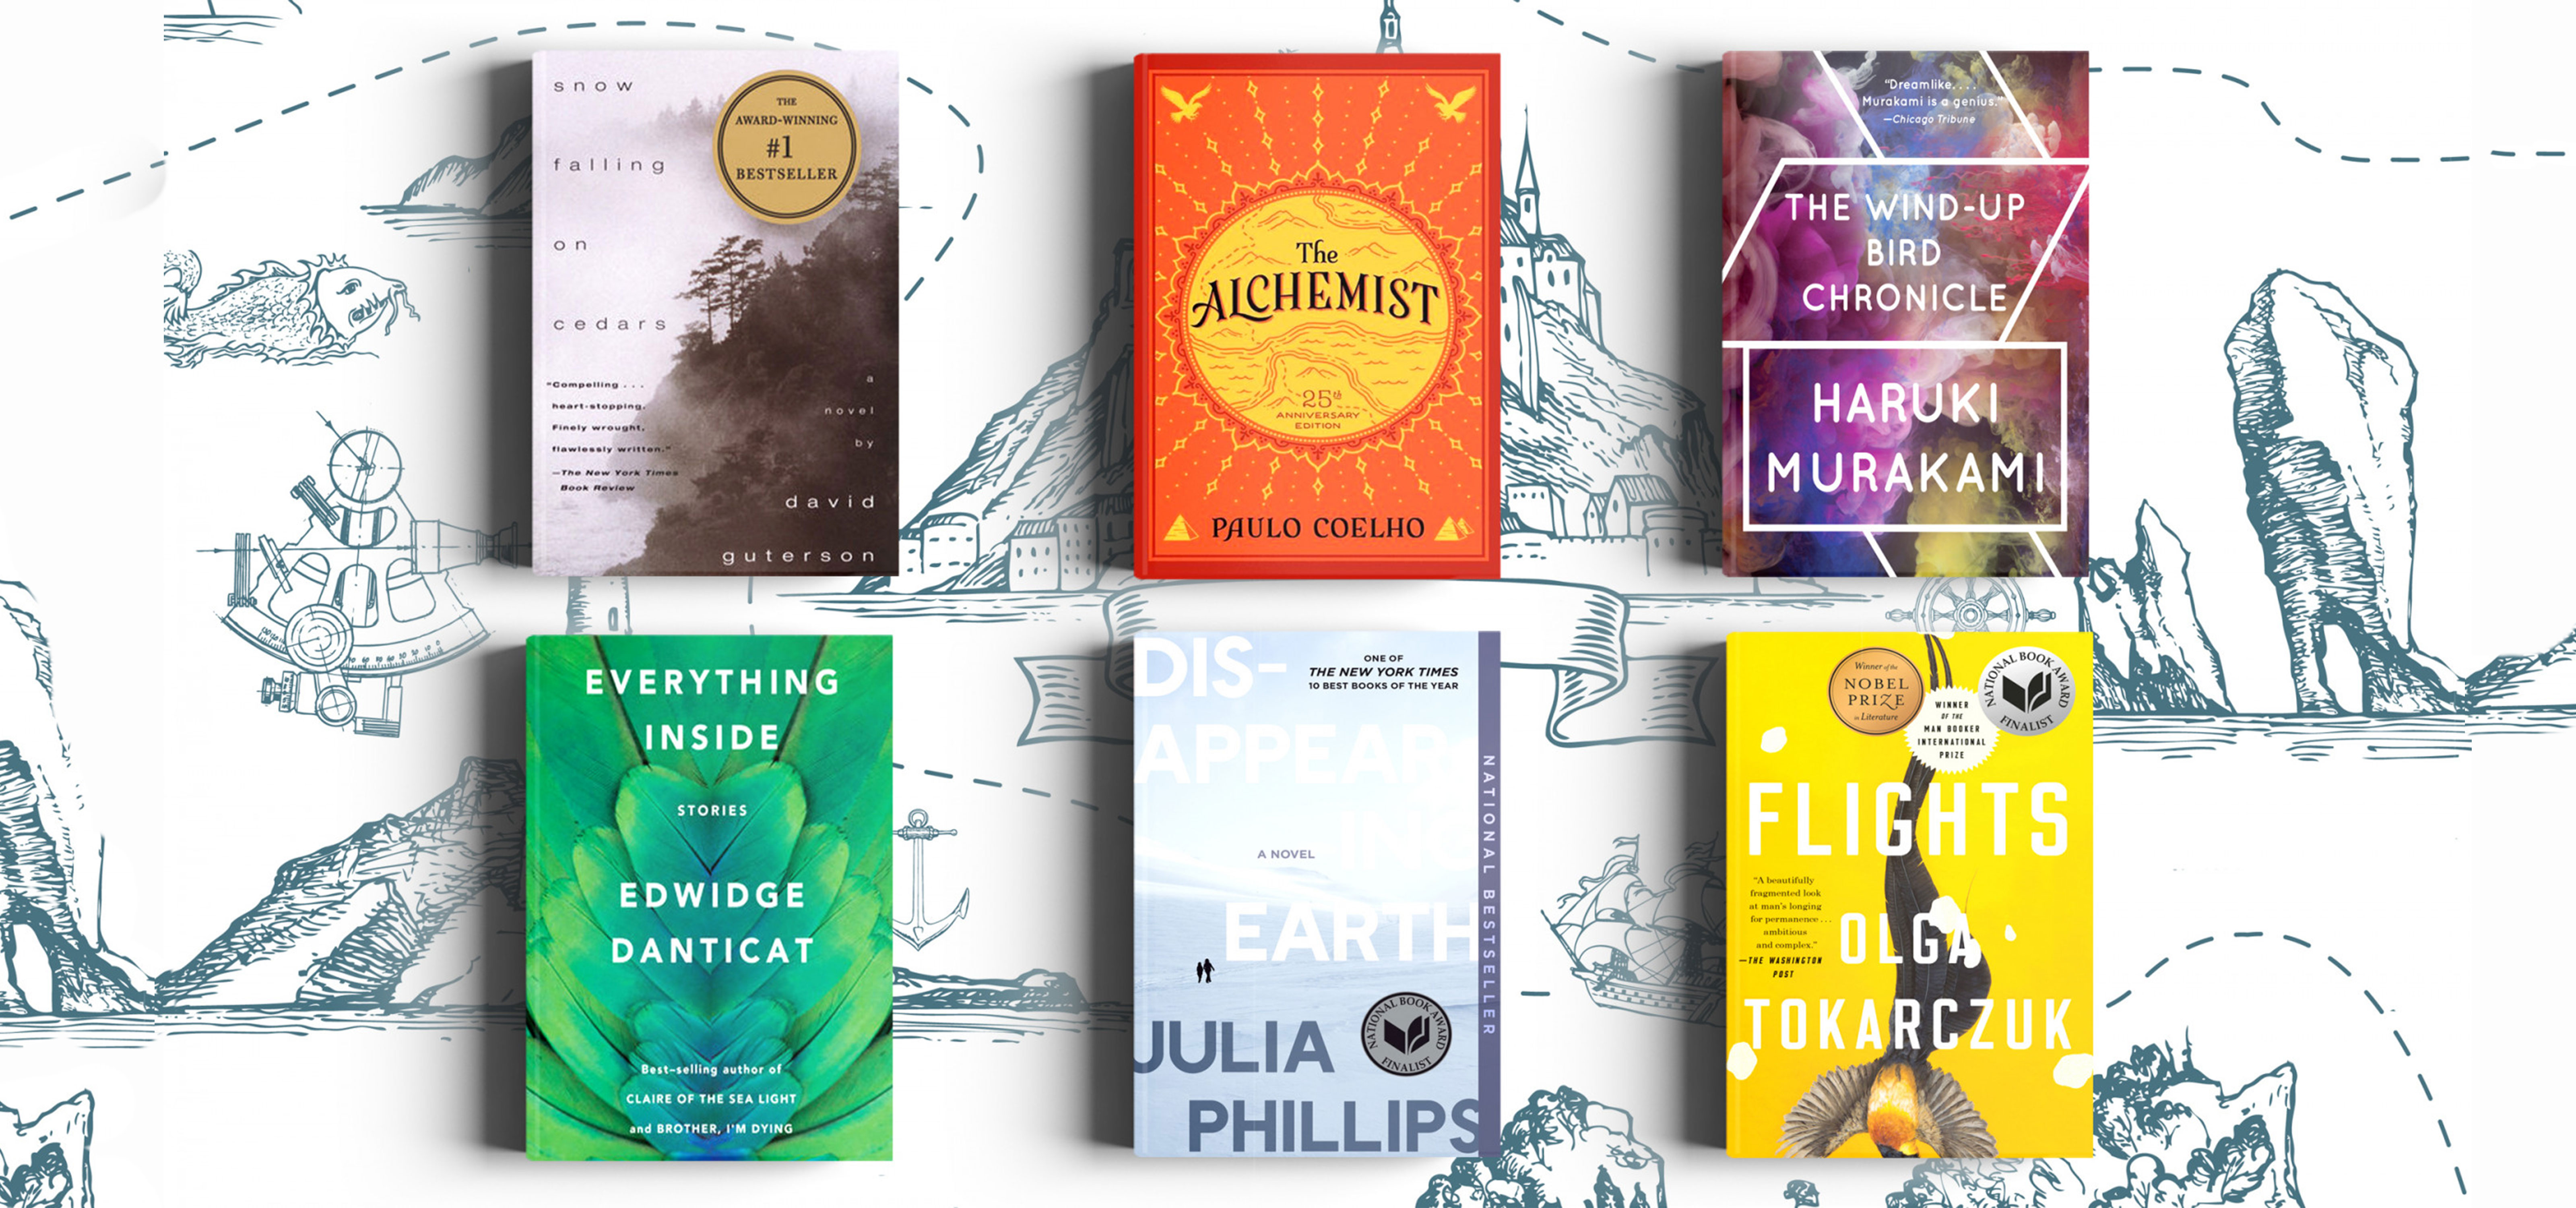 snow
falling
on
cedars
THE
AWARD-WINNING
#1
BESTSELLER
"Compelling . . .
heart-stopping.
Finely wrought,
flawlessly written."
—The New York Times
Book Review
a
novel
by
david
guterson
The
ALCHEMIST
25th
ANNIVERSARY
EDITION
PAULO COELHO
"Dreamlike. . . .
Murakami is a genius."
—Chicago Tribune
THE WIND-UP
BIRD
CHRONICLE
HARUKI
MURAKAMI
EVERYTHING
INSIDE
STORIES
EDWIDGE
DANTICAT
Best-selling author of
CLAIRE OF THE SEA LIGHT
and BROTHER, I'M DYING
DIS-
APPEAR-
ING
EARTH
ONE OF
THE NEW YORK TIMES
10 BEST BOOKS OF THE YEAR
A NOVEL
NATIONAL BESTSELLER
NATIONAL BOOK AWARD
FINALIST
JULIA
PHILLIPS
Winner of the
NOBEL
PRIZE
in Literature
WINNER
OF THE
MAN BOOKER
INTERNATIONAL
PRIZE
NATIONAL BOOK AWARD
FINALIST
FLIGHTS
"A beautifully
fragmented look
at man's longing
for permanence . . .
ambitious
and complex."
—THE WASHINGTON
POST
OLGA
TOKARCZUK